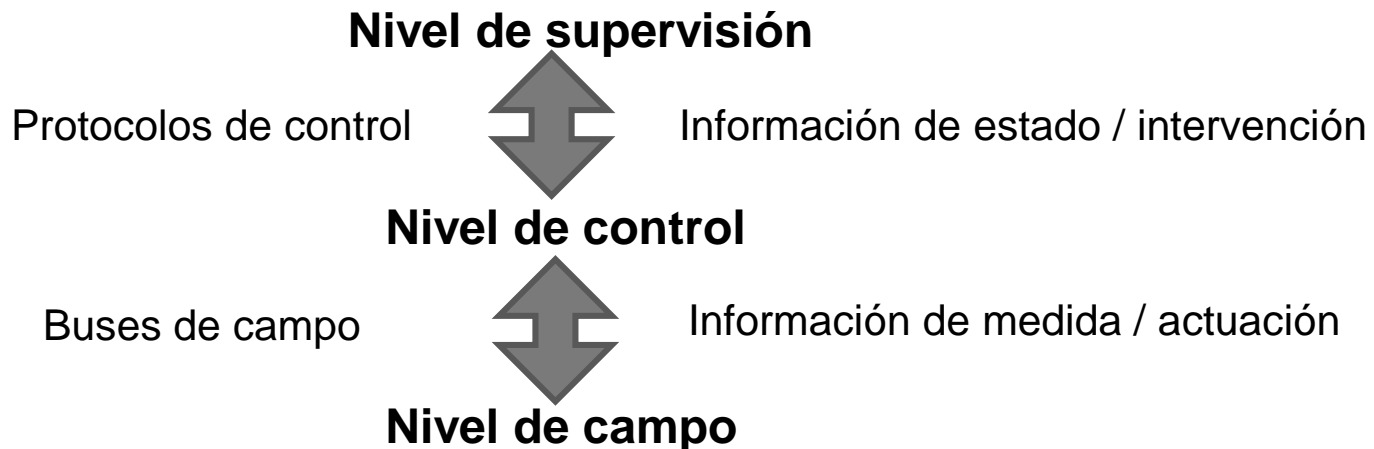 Nivel de supervisión
Protocolos de control
Información de estado / intervención
Nivel de control
Buses de campo
Información de medida / actuación
Nivel de campo